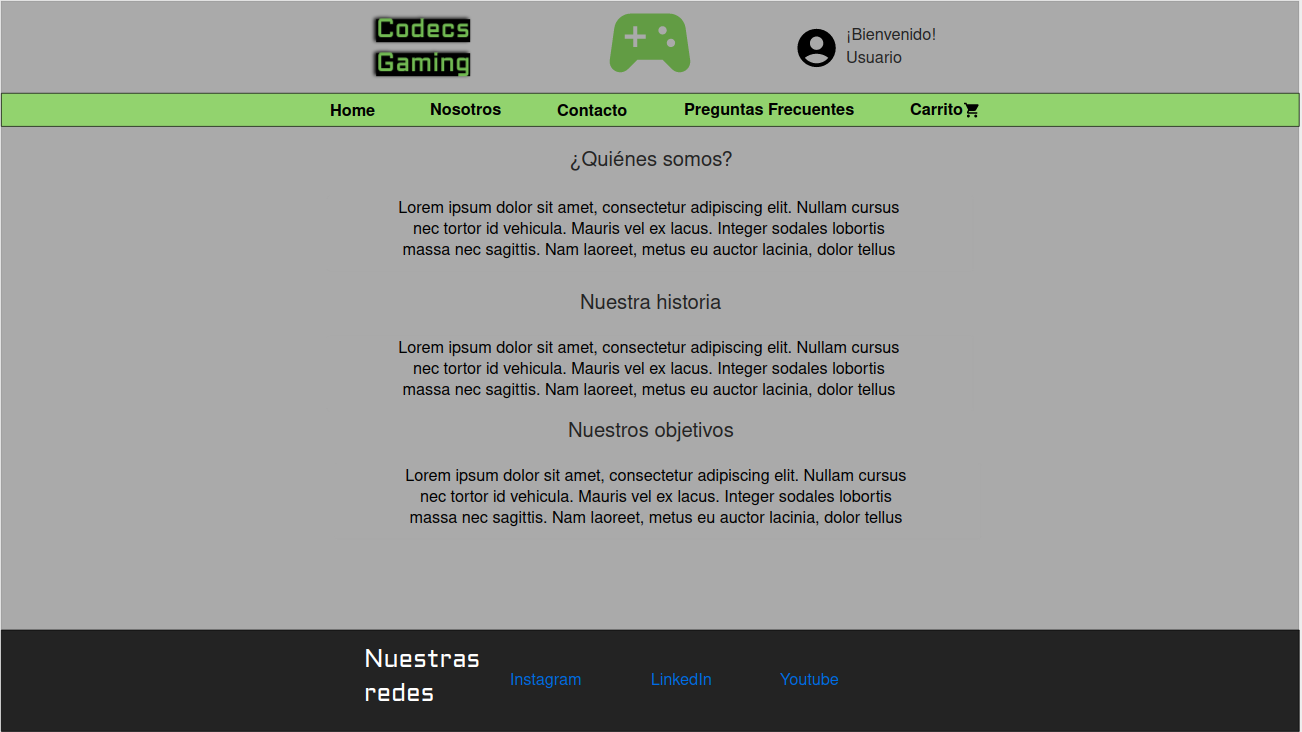 Codecs
Gaming
¡Bienvenido!
Usuario
Home Nosotros Contacto Preguntas Frecuentes Carrito
¿Quiénes somos?
Lorem ipsum dolor sit amet, consectetur adipiscing elit. Nullam cursus
nec tortor id vehicula. Mauris vel ex lacus. Integer sodales lobortis
massa nec sagittis. Nam laoreet, metus eu auctor lacinia, dolor tellus
Nuestra historia
Lorem ipsum dolor sit amet, consectetur adipiscing elit. Nullam cursus
nec tortor id vehicula. Mauris vel ex lacus. Integer sodales lobortis
massa nec sagittis. Nam laoreet, metus eu auctor lacinia, dolor tellus
Nuestros objetivos
Lorem ipsum dolor sit amet, consectetur adipiscing elit. Nullam cursus
nec tortor id vehicula. Mauris vel ex lacus. Integer sodales lobortis
massa nec sagittis. Nam laoreet, metus eu auctor lacinia, dolor tellus
Nuestras
redes
Instagram LinkedIn Youtube